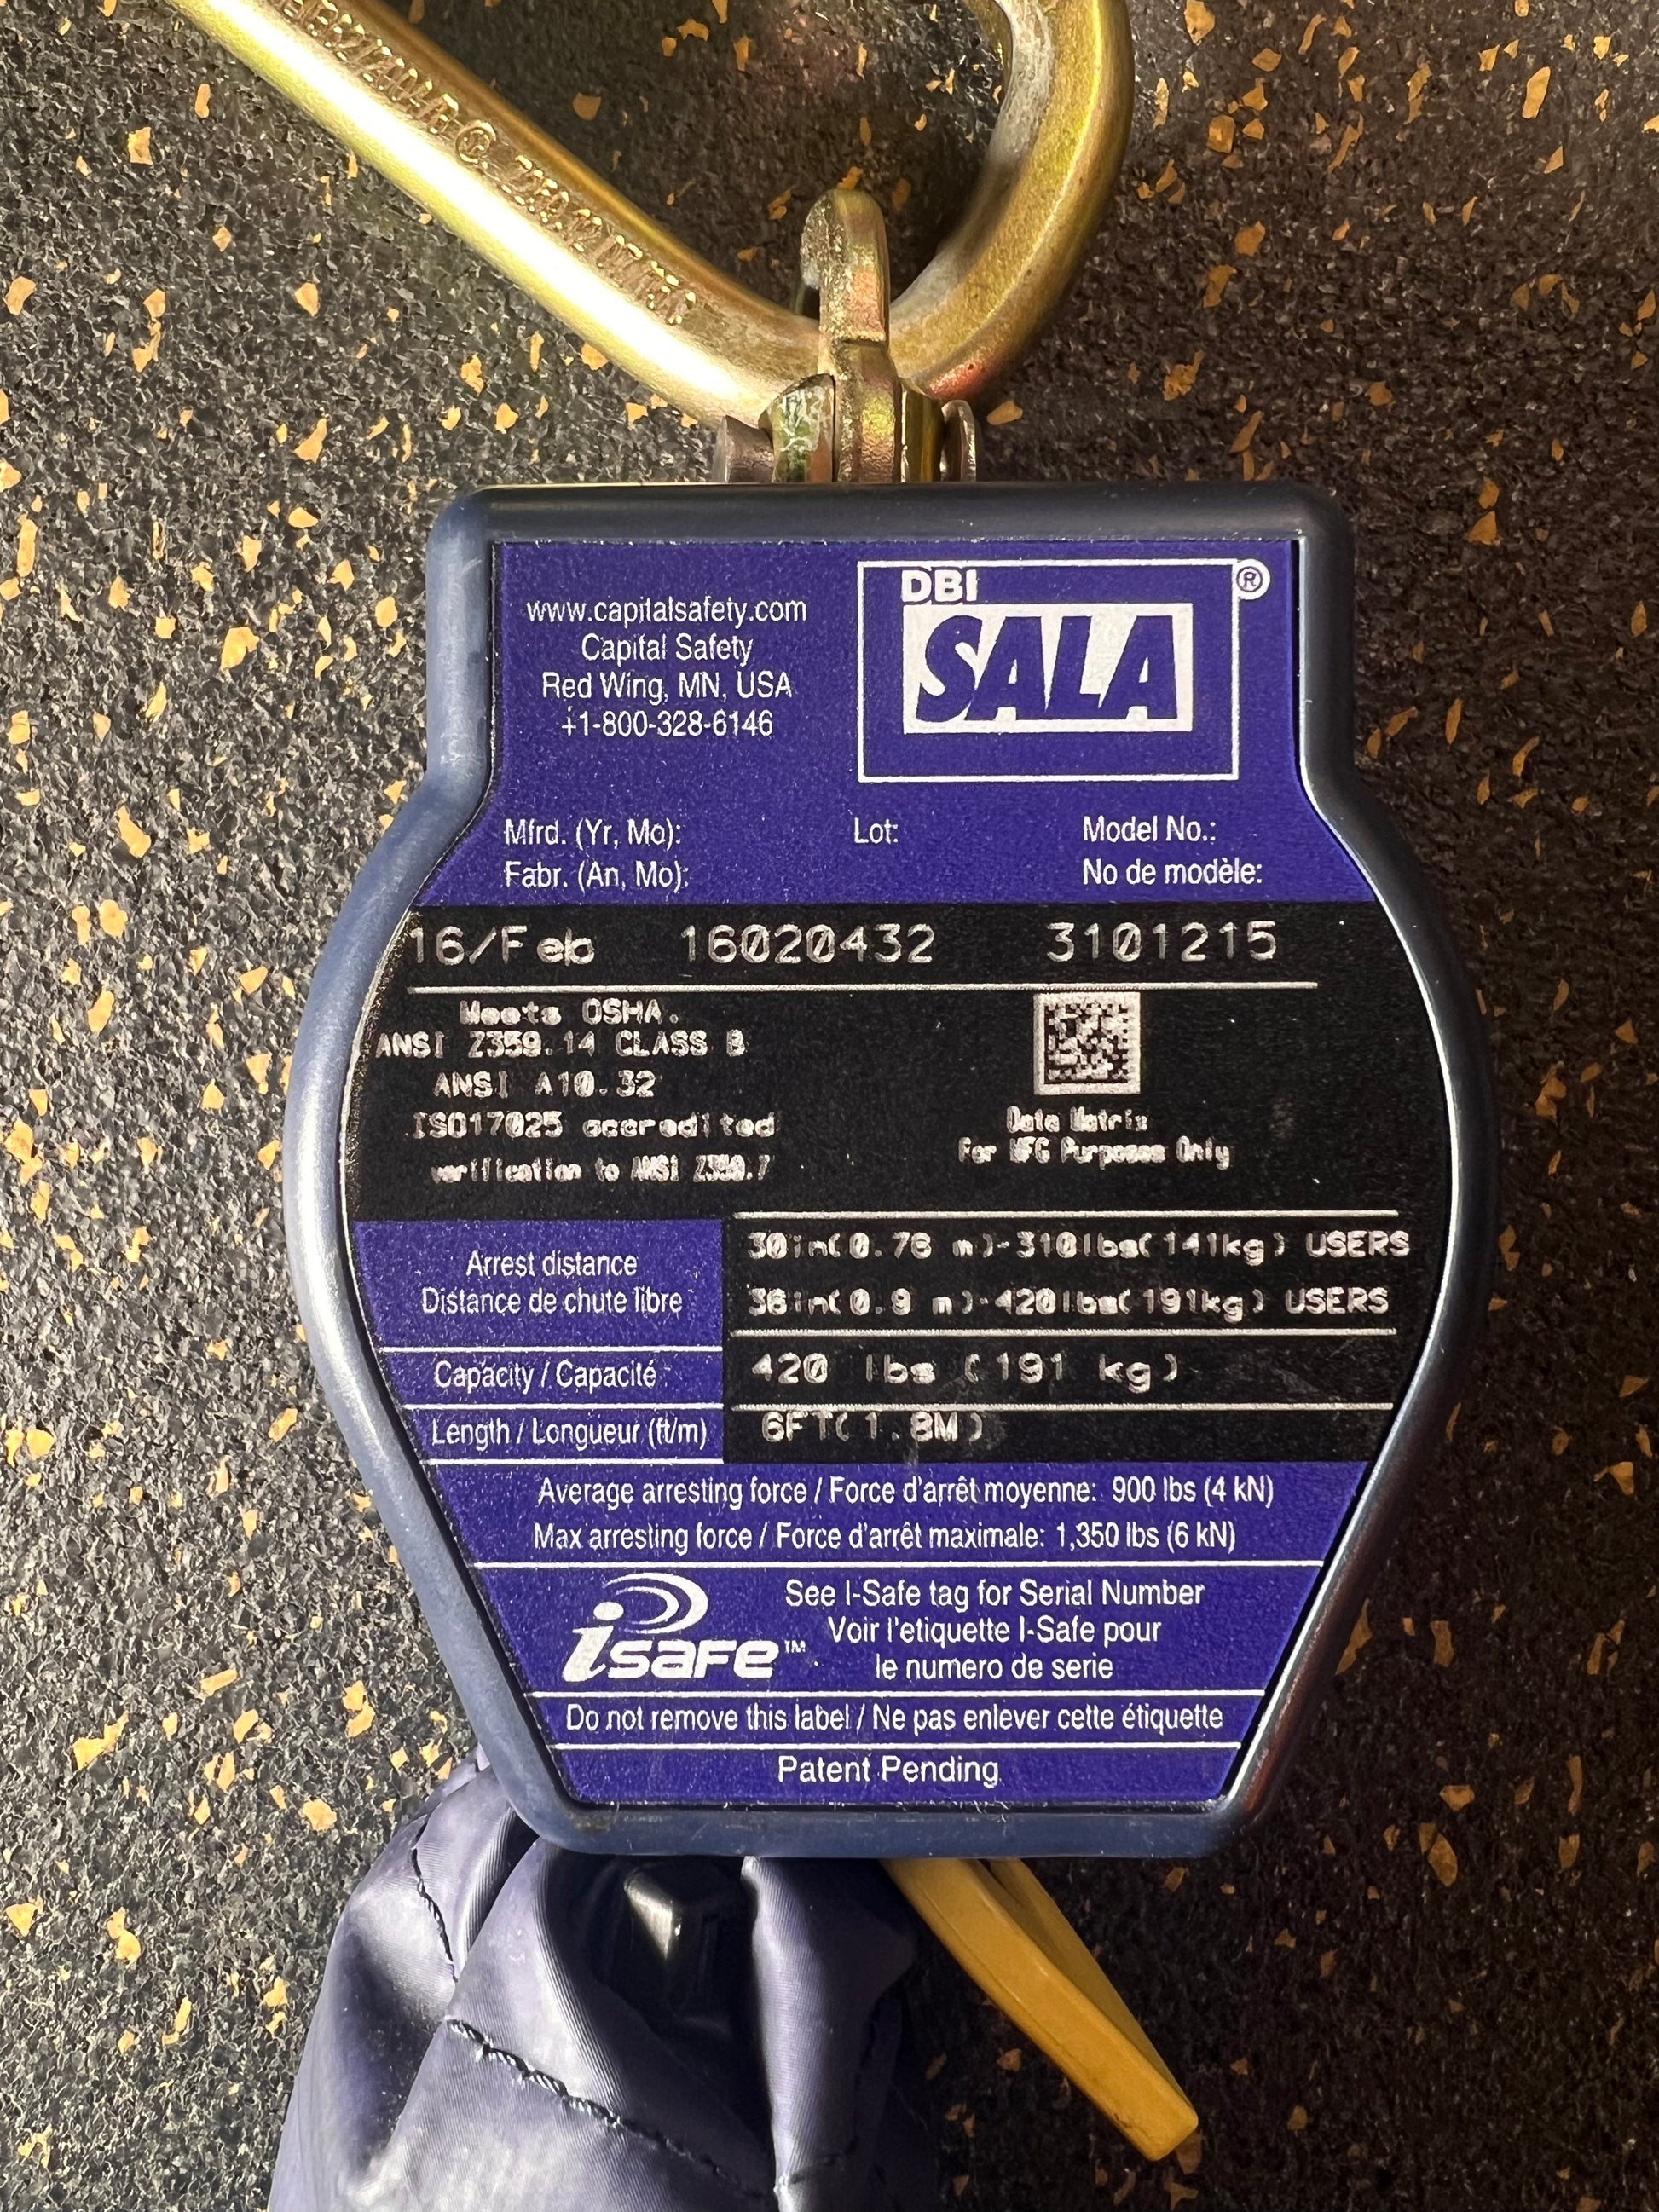 www.capitalsafety.com
Capital Safety
Red Wing, MN, USA
+1-800-328-6146
DBI
SALA®
Mfrd. (Yr, Mo):
Fabr. (An, Mo):
Lot:
Model No.:
No de modèle:
16/Feb 16020432 3101215
Meets OSHA.
ANSI Z359.14 CLASS B
ANSI A10.32
ISO17025 accredited
verification to ANSI Z359.7
Data Matrix
For MFG Purposes Only
Arrest distance
Distance de chute libre
30in(0.76 m)-310lbs(141kg) USERS
36in(0.9 m)-420lbs(191kg) USERS
Capacity / Capacité
420 lbs (191 kg)
Length / Longueur (ft/m)
6FT(1.8M)
Average arresting force / Force d'arrêt moyenne: 900 lbs (4 kN)
Max arresting force / Force d'arrêt maximale: 1,350 lbs (6 kN)
isafe™
See I-Safe tag for Serial Number
Voir l'etiquette I-Safe pour
le numero de serie
Do not remove this label / Ne pas enlever cette étiquette
Patent Pending